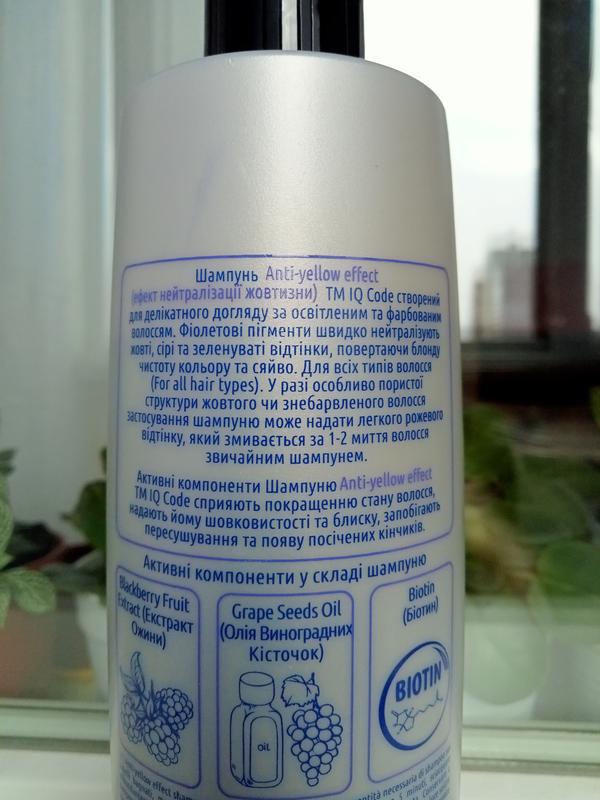 Шампунь Anti-yellow effect
(ефект нейтралізації жовтизни) ТМ IQ Code створений
для делікатного догляду за освітленим та фарбованим
волоссям. Фіолетові пігменти швидко нейтралізують
жовті, сірі та зеленуваті відтінки, повертаючи блонду
чистоту кольору та сяйво. Для всіх типів волосся
(For all hair types). У разі особливо пористої
структури жовтого чи знебарвленого волосся
застосування шампуню може надати легкого рожевого
відтінку, який змивається за 1-2 миття волосся
звичайним шампунем.
Активні компоненти Шампуню Anti-yellow effect
ТМ IQ Code сприяють покращенню стану волосся,
надають йому шовковистості та блиску, запобігають
пересушування та появу посічених кінчиків.
Активні компоненти у складі шампуню
Blackberry Fruit
Extract (Екстракт
Ожини)
Grape Seeds Oil
(Олія Виноградних
Кісточок)
OIL
Biotin
(Біотин)
BIOTIN